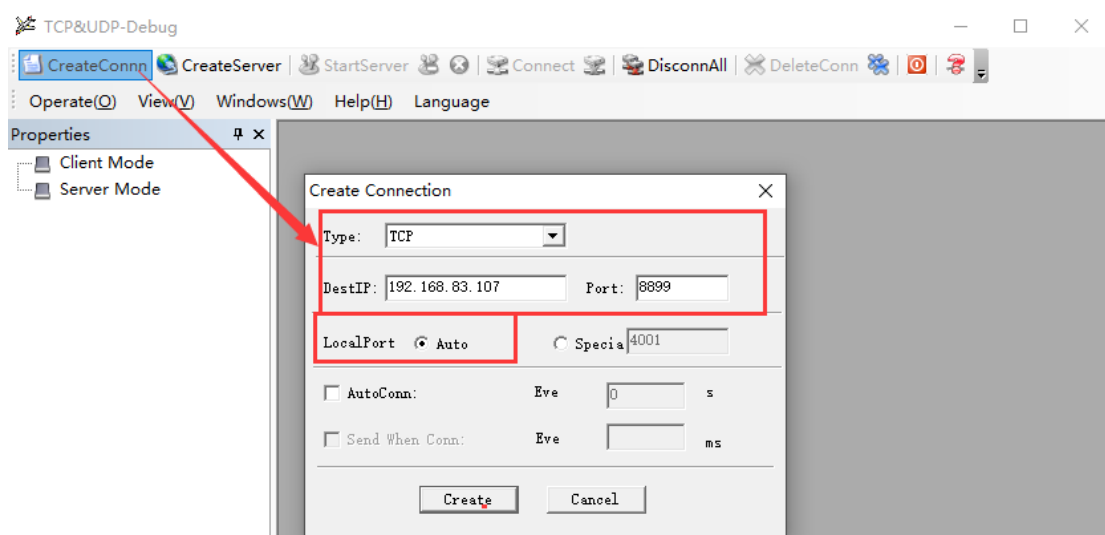 TCP&UDP-Debug
CreateConnn CreateServer StartServer Connect DisconnAll DeleteConn
Operate(O) View(V) Windows(W) Help(H) Language
Properties
Client Mode
Server Mode
Create Connection
Type: TCP
DestIP: 192.168.83.107 Port: 8899
LocalPort Auto Specia 4001
AutoConn: Eve 0 s
Send When Conn: Eve ms
Create Cancel